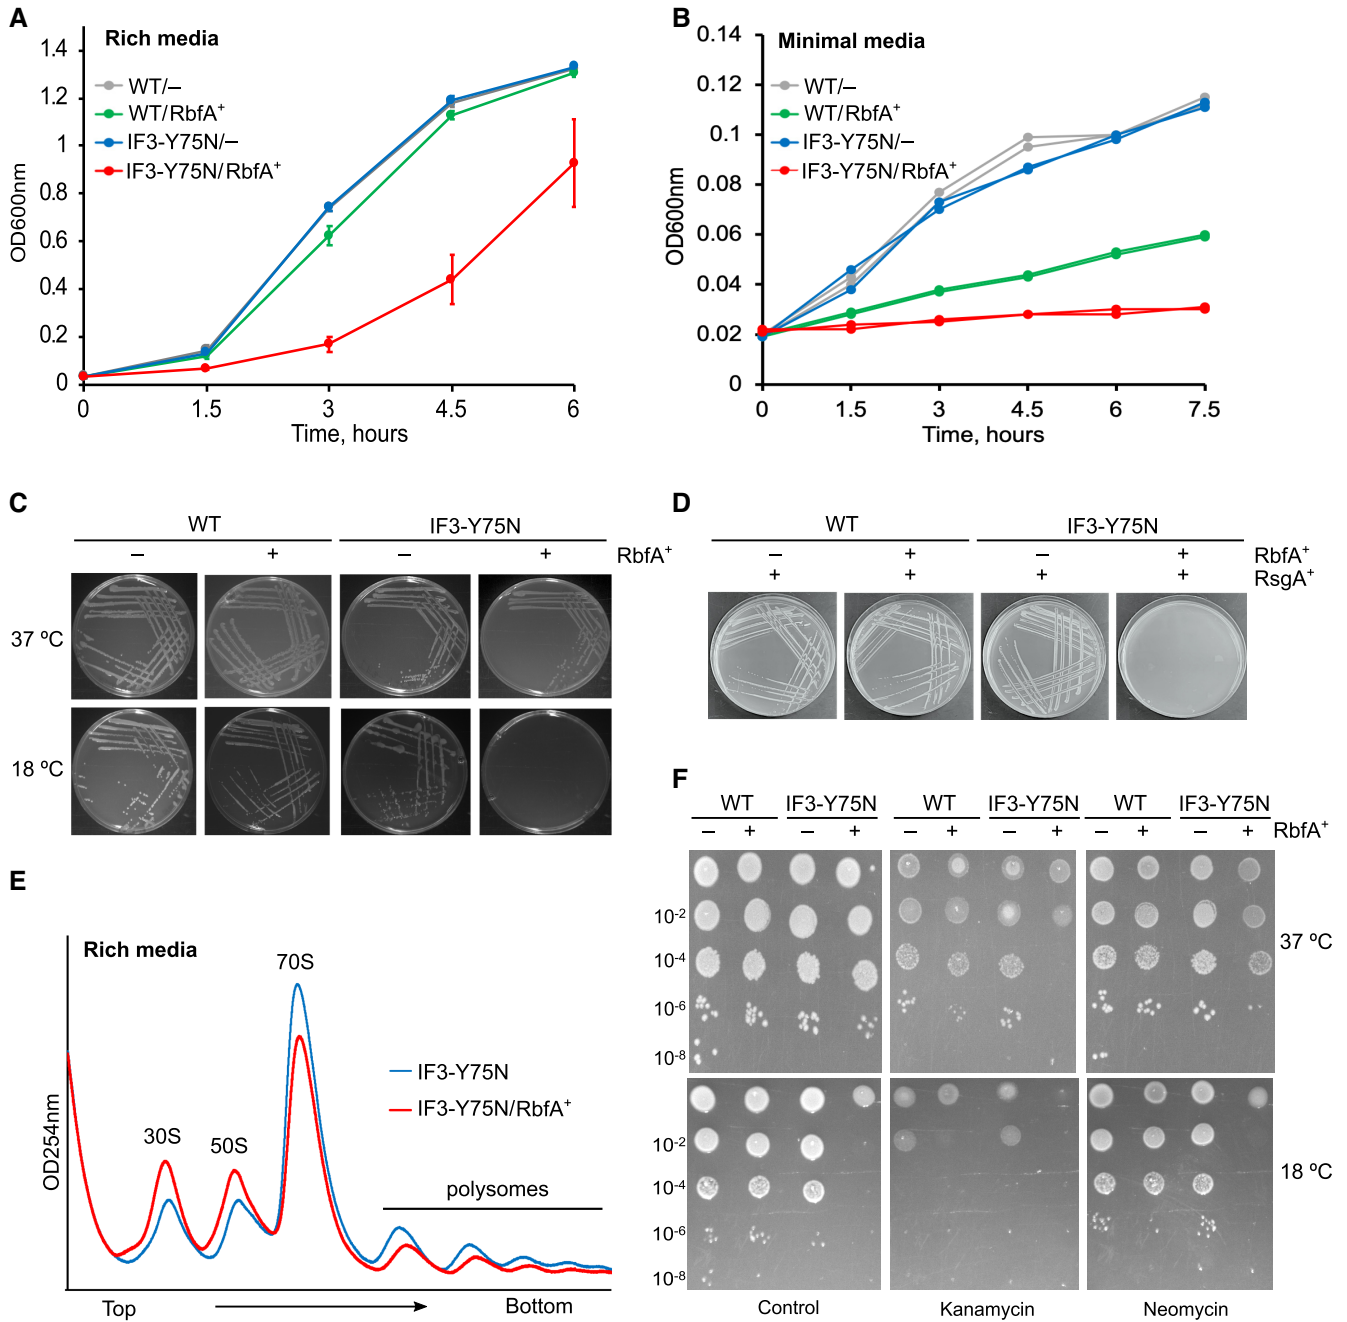 A
Rich media
WT/–
WT/RbfA+
IF3-Y75N/–
IF3-Y75N/RbfA+
OD600nm
1.4
1.2
1
0.8
0.6
0.4
0.2
0
0 1.5 3 4.5 6
Time, hours
B
Minimal media
WT/–
WT/RbfA+
IF3-Y75N/–
IF3-Y75N/RbfA+
OD600nm
0.14
0.12
0.1
0.08
0.06
0.04
0.02
0
0 1.5 3 4.5 6 7.5
Time, hours
C
WT IF3-Y75N
– + – + RbfA+
37 ºC
18 ºC
D
WT IF3-Y75N
– + – + RbfA+
+ + + + RsgA+
E
Rich media
OD254nm
30S
50S
70S
polysomes
IF3-Y75N
IF3-Y75N/RbfA+
Top Bottom
F
WT IF3-Y75N WT IF3-Y75N WT IF3-Y75N
– + – + – + – + – + – + RbfA+
10-2
10-4
10-6
10-8
37 ºC
10-2
10-4
10-6
10-8
18 ºC
Control Kanamycin Neomycin